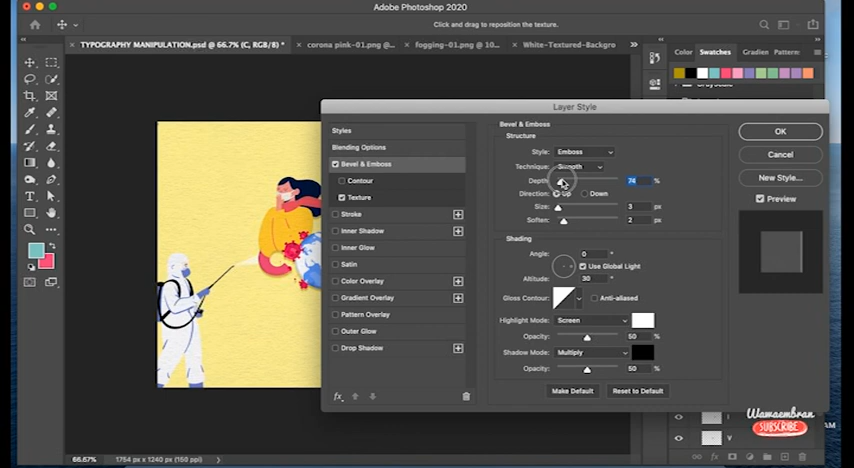 Adobe Photoshop 2020
Click and drag to reposition the texture.
TYPOGRAPHY MANIPULATION.psd @ 66.7% (C, RGB/8) *
corona pink-01.png @...
fogging-01.png @ 10...
White-Textured-Backgro
Color
Swatches
Gradien
Pattern:
Layer Style
Styles
Blending Options
Bevel & Emboss
Contour
Texture
Stroke
Inner Shadow
Inner Glow
Satin
Color Overlay
Gradient Overlay
Pattern Overlay
Outer Glow
Drop Shadow
fx
Bevel & Emboss
Structure
Style: Emboss
Technique: Smooth
Depth: 74 %
Direction: Up Down
Size: 3 px
Soften: 2 px
Shading
Angle: 0 °
Use Global Light
Altitude: 30 °
Gloss Contour: Anti-aliased
Highlight Mode: Screen
Opacity: 50 %
Shadow Mode: Multiply
Opacity: 50 %
Make Default
Reset to Default
OK
Cancel
New Style...
Preview
Wamaembran
SUBSCRIBE
AM
66.67%
1754 px x 1240 px (150 ppi)